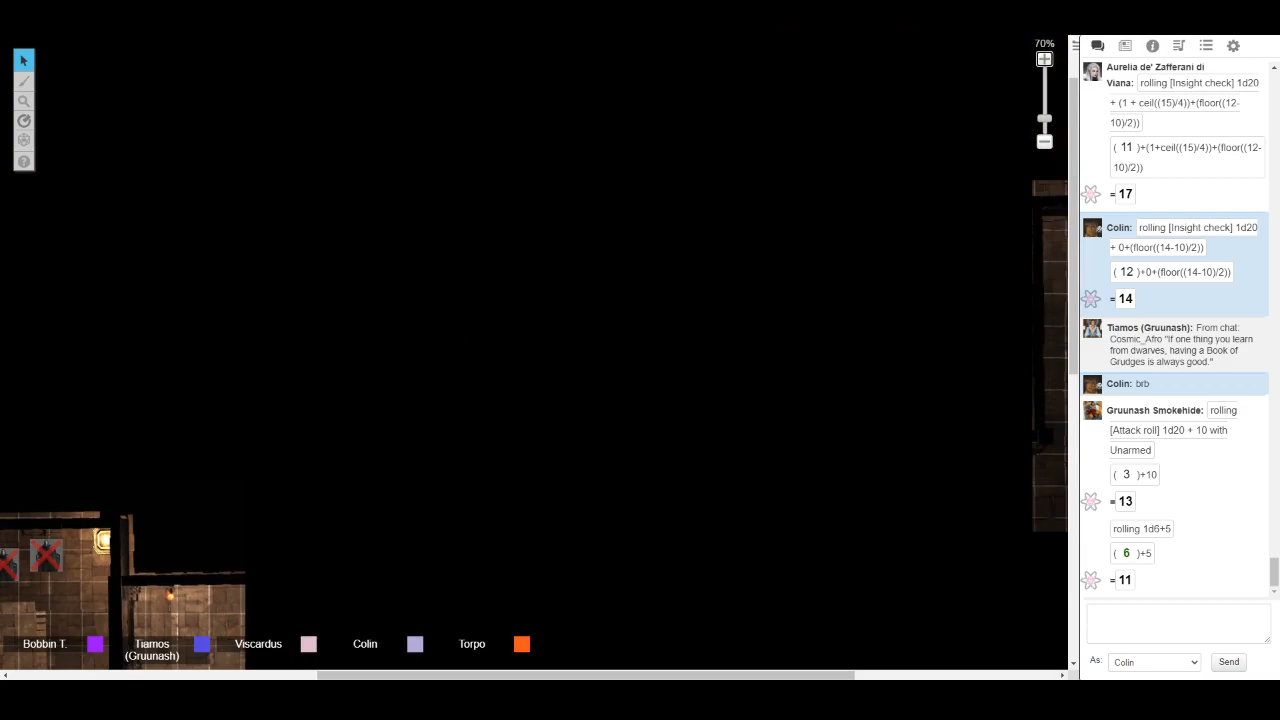 70%
Aurelia de' Zafferani di
Viana: rolling [Insight check] 1d20
+ (1 + ceil((15)/4))+(floor((12-
10)/2))
( 11 )+(1+ceil((15)/4))+(floor((12-
10)/2))
= 17
Colin: rolling [Insight check] 1d20
+ 0+(floor((14-10)/2))
( 12 )+0+(floor((14-10)/2))
= 14
Tiamos (Gruunash): From chat:
Cosmic_Afro "If one thing you learn
from dwarves, having a Book of
Grudges is always good."
Colin: brb
Gruunash Smokehide: rolling
[Attack roll] 1d20 + 10 with
Unarmed
( 3 )+10
= 13
rolling 1d6+5
( 6 )+5
= 11
As: Colin Send
Bobbin T. Tiamos Viscardus Colin Torpo
(Gruunash)